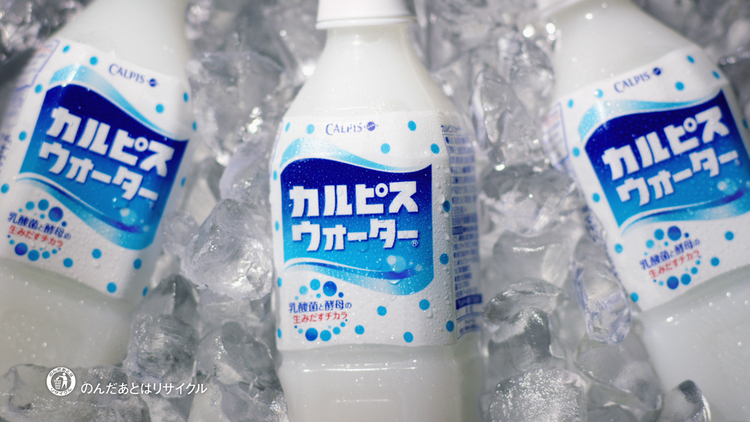 CALPIS
カルピス
ウォーター
乳酸菌と酵母の
生みだすチカラ
CALPIS
カルピス
ウォーター®
乳酸菌と酵母の
生みだすチカラ
CALPIS
カルピス
ウォーター
乳酸菌と酵母の
生みだすチカラ
のんだあとはリサイクル